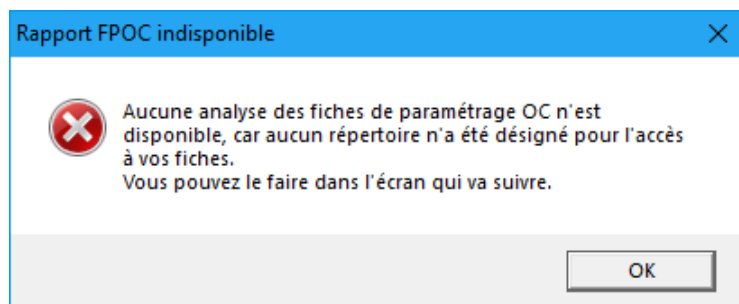 Rapport FPOC indisponible
Aucune analyse des fiches de paramétrage OC n'est
disponible, car aucun répertoire n'a été désigné pour l'accès
à vos fiches.
Vous pouvez le faire dans l'écran qui va suivre.
OK